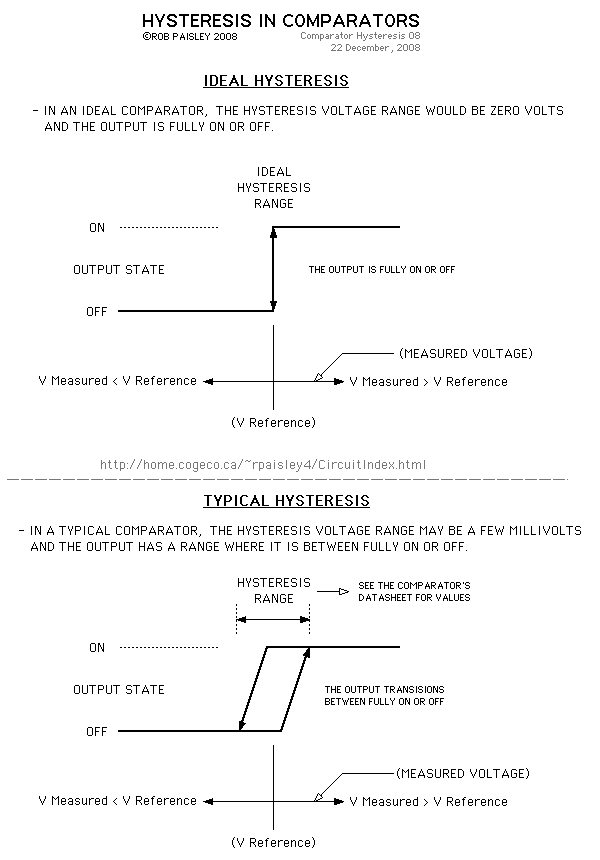 HYSTERESIS IN COMPARATORS
©ROB PAISLEY 2008
Comparator Hysteresis 08
22 December, 2008
IDEAL HYSTERESIS
- IN AN IDEAL COMPARATOR, THE HYSTERESIS VOLTAGE RANGE WOULD BE ZERO VOLTS
AND THE OUTPUT IS FULLY ON OR OFF.
IDEAL
HYSTERESIS
RANGE
ON
OUTPUT STATE
THE OUTPUT IS FULLY ON OR OFF
OFF
(MEASURED VOLTAGE)
V Measured < V Reference
V Measured > V Reference
(V Reference)
http://home.cogeco.ca/~rpaisley4/CircuitIndex.html
TYPICAL HYSTERESIS
- IN A TYPICAL COMPARATOR, THE HYSTERESIS VOLTAGE RANGE MAY BE A FEW MILLIVOLTS
AND THE OUTPUT HAS A RANGE WHERE IT IS BETWEEN FULLY ON OR OFF.
HYSTERESIS
RANGE
SEE THE COMPARATOR'S
DATASHEET FOR VALUES
ON
OUTPUT STATE
THE OUTPUT TRANSISIONS
BETWEEN FULLY ON OR OFF
OFF
(MEASURED VOLTAGE)
V Measured < V Reference
V Measured > V Reference
(V Reference)